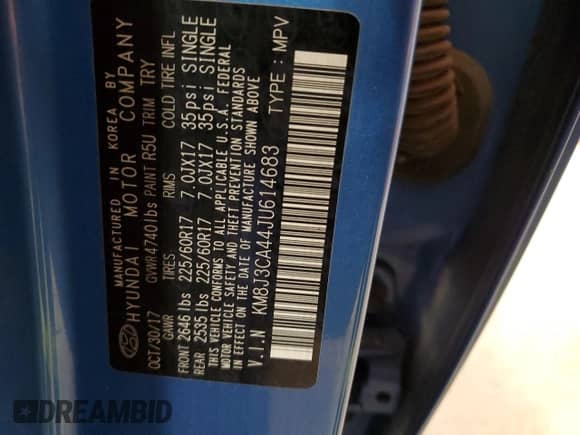 MANUFACTURED IN KOREA BY
HYUNDAI MOTOR COMPANY
OCT/30/17 GVWR 4740lbs PAINT R5U TRIM TRY
GAWR TIRES RIMS COLD TIRE INFL
FRONT 2646 lbs 225/60R17 7.0JX17 35psi SINGLE
REAR 2535 lbs 225/60R17 7.0JX17 35psi SINGLE
THIS VEHICLE CONFORMS TO ALL APPLICABLE U.S.A. FEDERAL
MOTOR VEHICLE SAFETY AND THEFT PREVENTION STANDARDS
IN EFFECT ON THE DATE OF MANUFACTURE SHOWN ABOVE
V.I.N KM8J3CA44JU614683 TYPE : MPV
DREAMBID